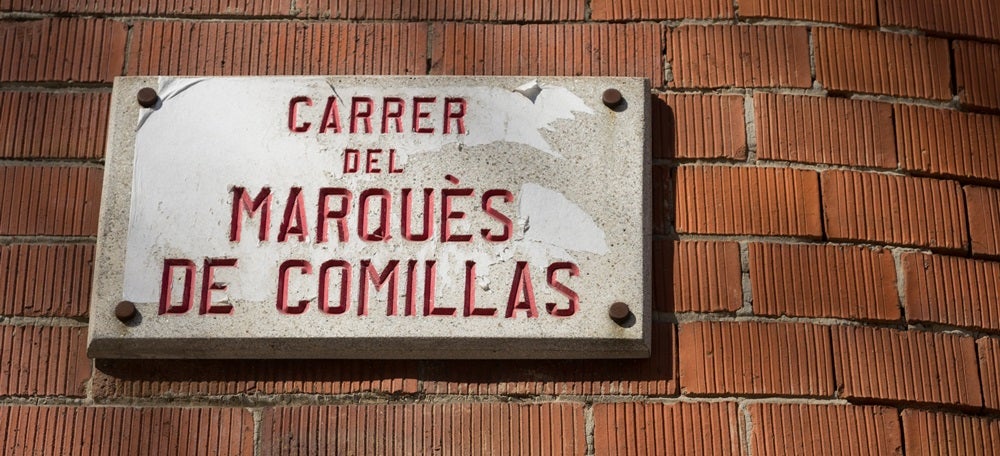 CARRER
DEL
MARQUÈS
DE COMILLAS